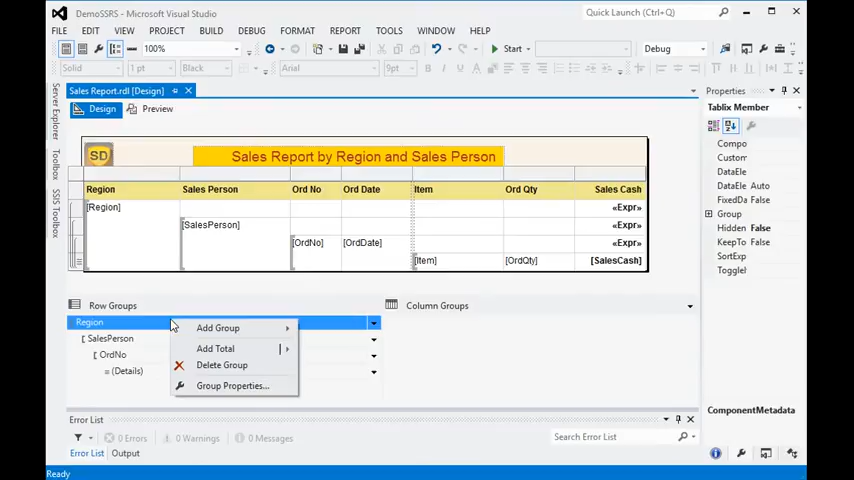 DemoSSRS - Microsoft Visual Studio
Quick Launch (Ctrl+Q)
FILE EDIT VIEW PROJECT BUILD DEBUG FORMAT REPORT TOOLS WINDOW HELP
100% Start Debug
Solid 1pt Black Arial 9pt
Sales Report.rdl [Design]
Properties
Design Preview
Tablix Member
Server Explorer
Toolbox
SSIS Toolbox
SD
Sales Report by Region and Sales Person
Region Sales Person Ord No Ord Date Item Ord Qty Sales Cash
[Region] «Expr»
[SalesPerson] «Expr»
[OrdNo] [OrdDate] «Expr»
[Item] [OrdQty] [SalesCash]
Compo
Custom
DataEle
DataEle Auto
FixedDa False
Group
Hidden False
KeepTo False
SortExp
ToggleI
Row Groups
Column Groups
Region
[ SalesPerson
[ OrdNo
= (Details)
Add Group
Add Total
Delete Group
Group Properties...
ComponentMetadata
Error List
0 Errors 0 Warnings 0 Messages
Search Error List
Error List Output
Ready